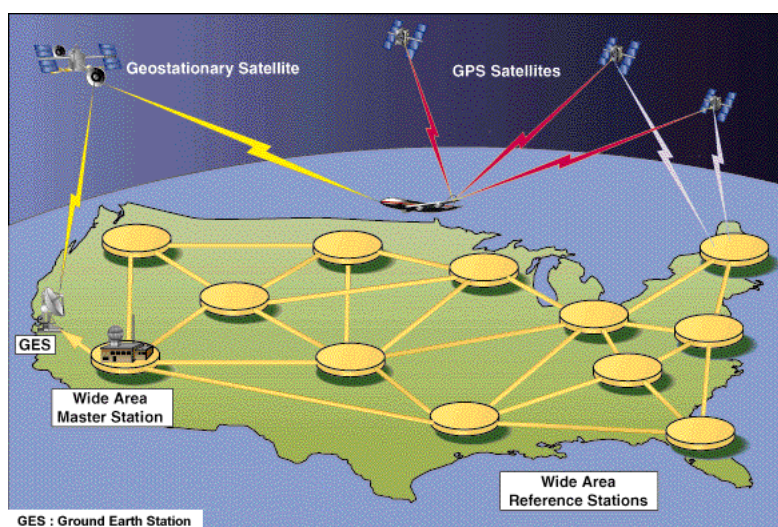 Geostationary Satellite
GPS Satellites
GES
Wide Area
Master Station
Wide Area
Reference Stations
GES : Ground Earth Station